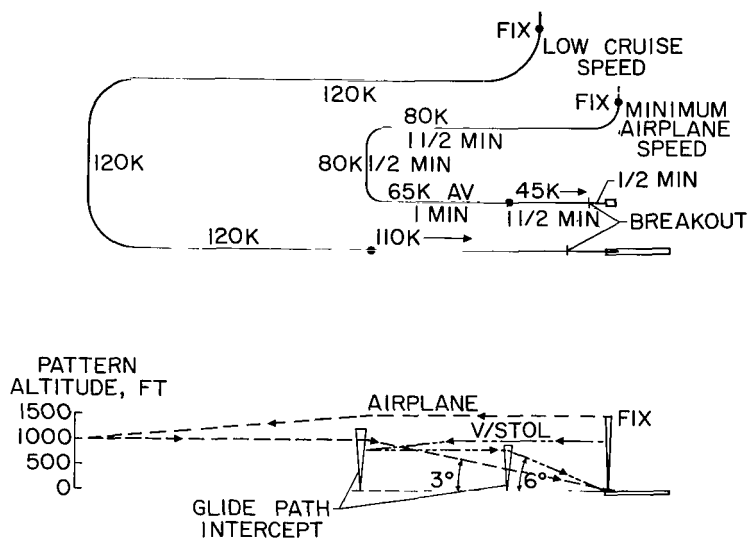 FIX
LOW CRUISE
SPEED
120K
FIX
MINIMUM
AIRPLANE
SPEED
80K
1 1/2 MIN
120K
80K 1/2 MIN
65K AV
1 MIN
45K
1 1/2 MIN
1/2 MIN
BREAKOUT
120K
110K
PATTERN
ALTITUDE, FT
1500
1000
500
0
AIRPLANE
FIX
V/STOL
3°
6°
GLIDE PATH
INTERCEPT